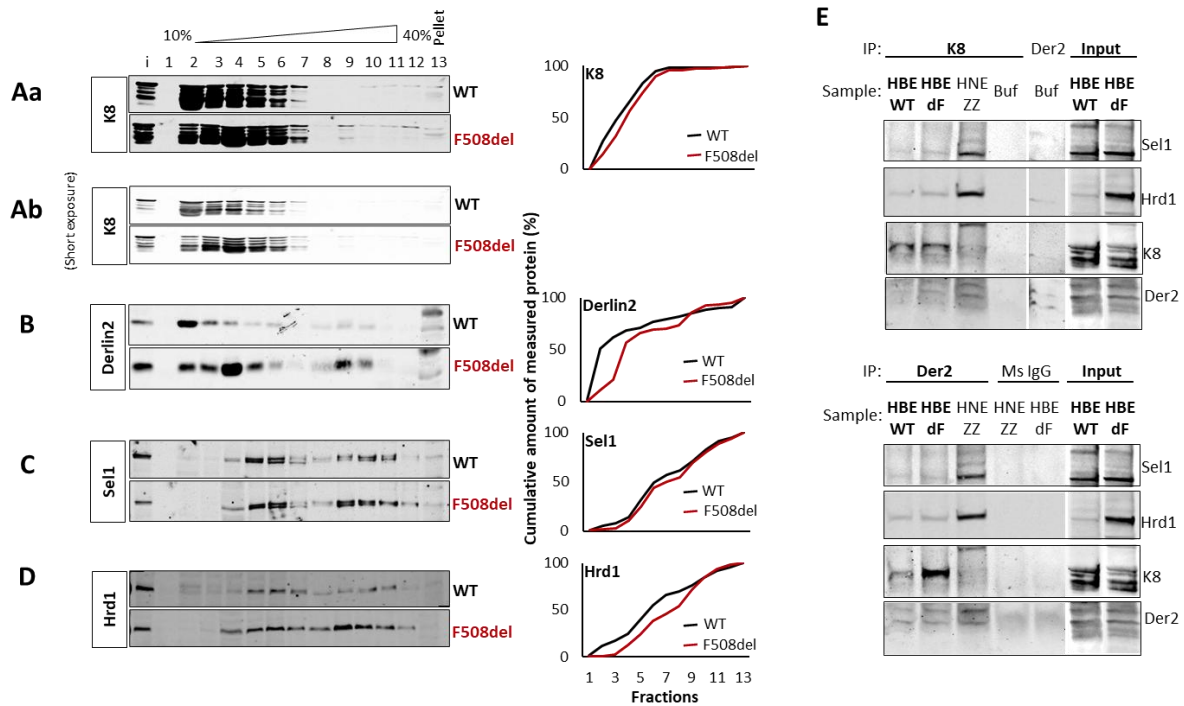 10%
40%
Pellet
i 1 2 3 4 5 6 7 8 9 10 11 12 13
Aa
K8
WT
F508del
Ab
(Short exposure)
K8
WT
F508del
B
Derlin2
WT
F508del
C
Sel1
WT
F508del
D
Hrd1
WT
F508del
Cumulative amount of measured protein (%)
K8
100
50
0
WT
F508del
Derlin2
100
50
0
WT
F508del
Sel1
100
50
0
WT
F508del
Hrd1
100
50
0
WT
F508del
1 3 5 7 9 11 13
Fractions
E
IP: K8 Der2 Input
Sample: HBE WT HBE dF HNE ZZ Buf Buf HBE WT HBE dF
Sel1
Hrd1
K8
Der2
IP: Der2 Ms IgG Input
Sample: HBE WT HBE dF HNE ZZ HNE ZZ HBE dF HBE WT HBE dF
Sel1
Hrd1
K8
Der2